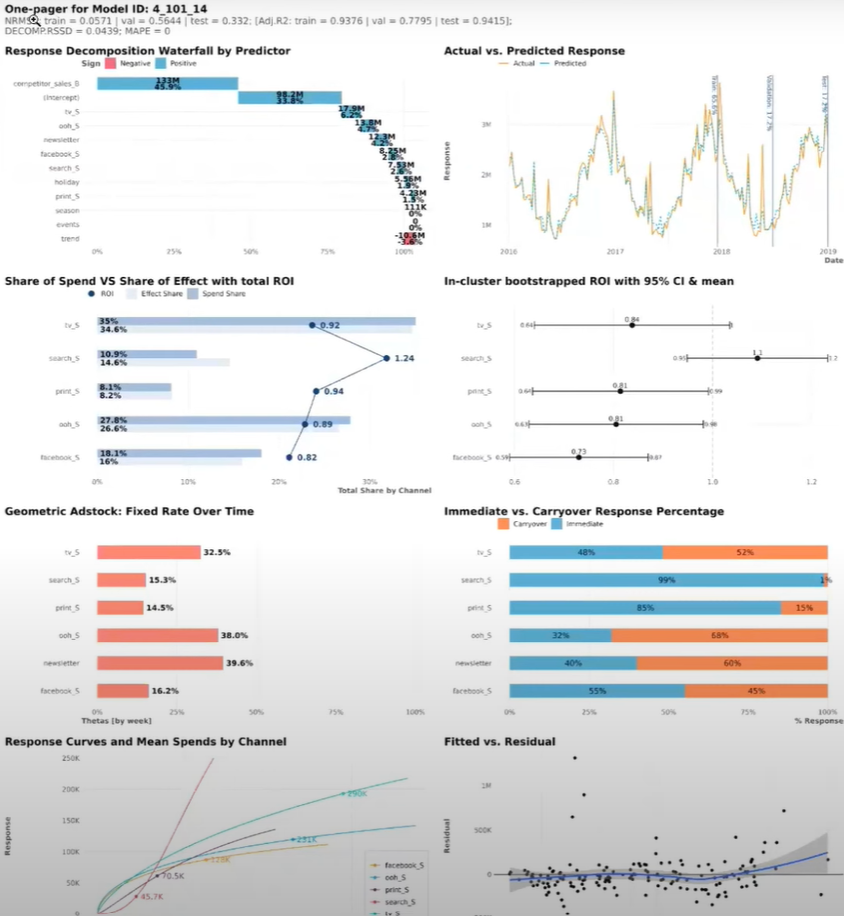 One-pager for Model ID: 4_101_14
NRMSE: train = 0.0571 | val = 0.5644 | test = 0.332; [Adj.R2: train = 0.9376 | val = 0.7795 | test = 0.9415];
DECOMP.RSSD = 0.0439; MAPE = 0
Response Decomposition Waterfall by Predictor
Sign Negative Positive
competitor_sales_B 133M 45.9%
(Intercept) 98.2M 33.8%
tv_S 17.9M 6.2%
ooh_S 13.8M 4.7%
newsletter 12.3M 4.2%
facebook_S 8.25M 2.8%
search_S 7.53M 2.6%
holiday 5.56M 1.9%
print_S 4.23M 1.5%
season 111K 0%
events 0 0%
trend -10.6M -3.6%
0% 25% 50% 75% 100%
Actual vs. Predicted Response
Actual Predicted
Response
3M
2M
1M
Validation: 17.2%
2016 2017 2018 2019
Date
Share of Spend VS Share of Effect with total ROI
ROI Effect Share Spend Share
tv_S 35% 34.6% 0.92
search_S 10.9% 14.6% 1.24
print_S 8.1% 8.2% 0.94
ooh_S 27.8% 26.6% 0.89
facebook_S 18.1% 16% 0.82
0% 10% 20% 30%
Total Share by Channel
In-cluster bootstrapped ROI with 95% CI & mean
tv_S 0.64 0.84
search_S 0.95 1.1 1.2
print_S 0.64 0.81 0.99
ooh_S 0.63 0.81 0.98
facebook_S 0.59 0.73 0.87
0.6 0.8 1.0 1.2
Geometric Adstock: Fixed Rate Over Time
tv_S 32.5%
search_S 15.3%
print_S 14.5%
ooh_S 38.0%
newsletter 39.6%
facebook_S 16.2%
0% 25% 50% 75% 100%
Thetas [by week]
Immediate vs. Carryover Response Percentage
Carryover Immediate
tv_S 48% 52%
search_S 99% 1%
print_S 85% 15%
ooh_S 32% 68%
newsletter 40% 60%
facebook_S 55% 45%
0% 25% 50% 75% 100%
% Response
Response Curves and Mean Spends by Channel
Response
250K
200K
150K
100K
50K
0
290K
231K
70.5K
45.7K
facebook_S
ooh_S
print_S
search_S
tv_S
Fitted vs. Residual
Residual
1M
500K
0